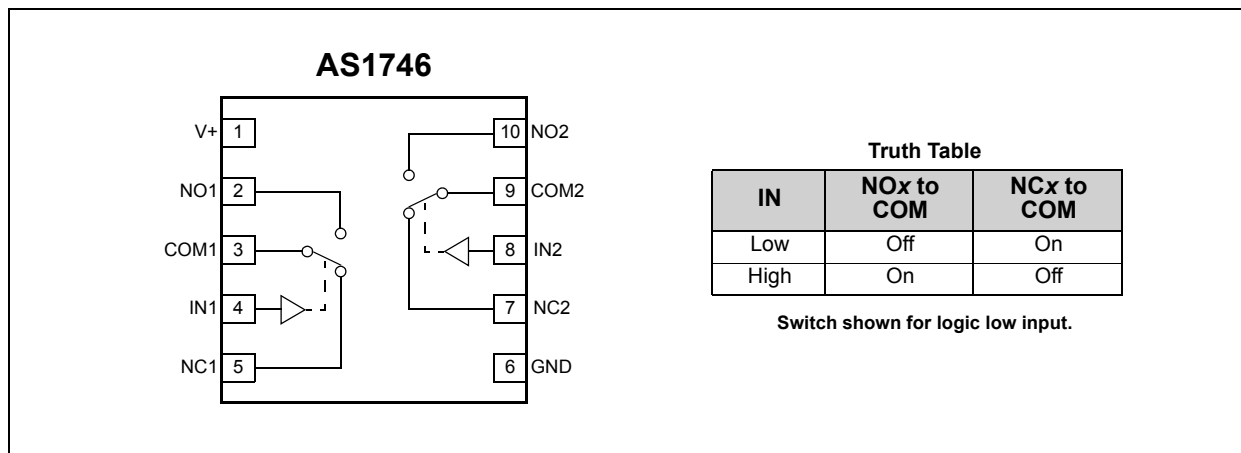 AS1746
V+ 1
NO1 2
COM1 3
IN1 4
NC1 5
10 NO2
9 COM2
8 IN2
7 NC2
6 GND
Truth Table
IN NOx to COM NCx to COM
Low Off On
High On Off
Switch shown for logic low input.